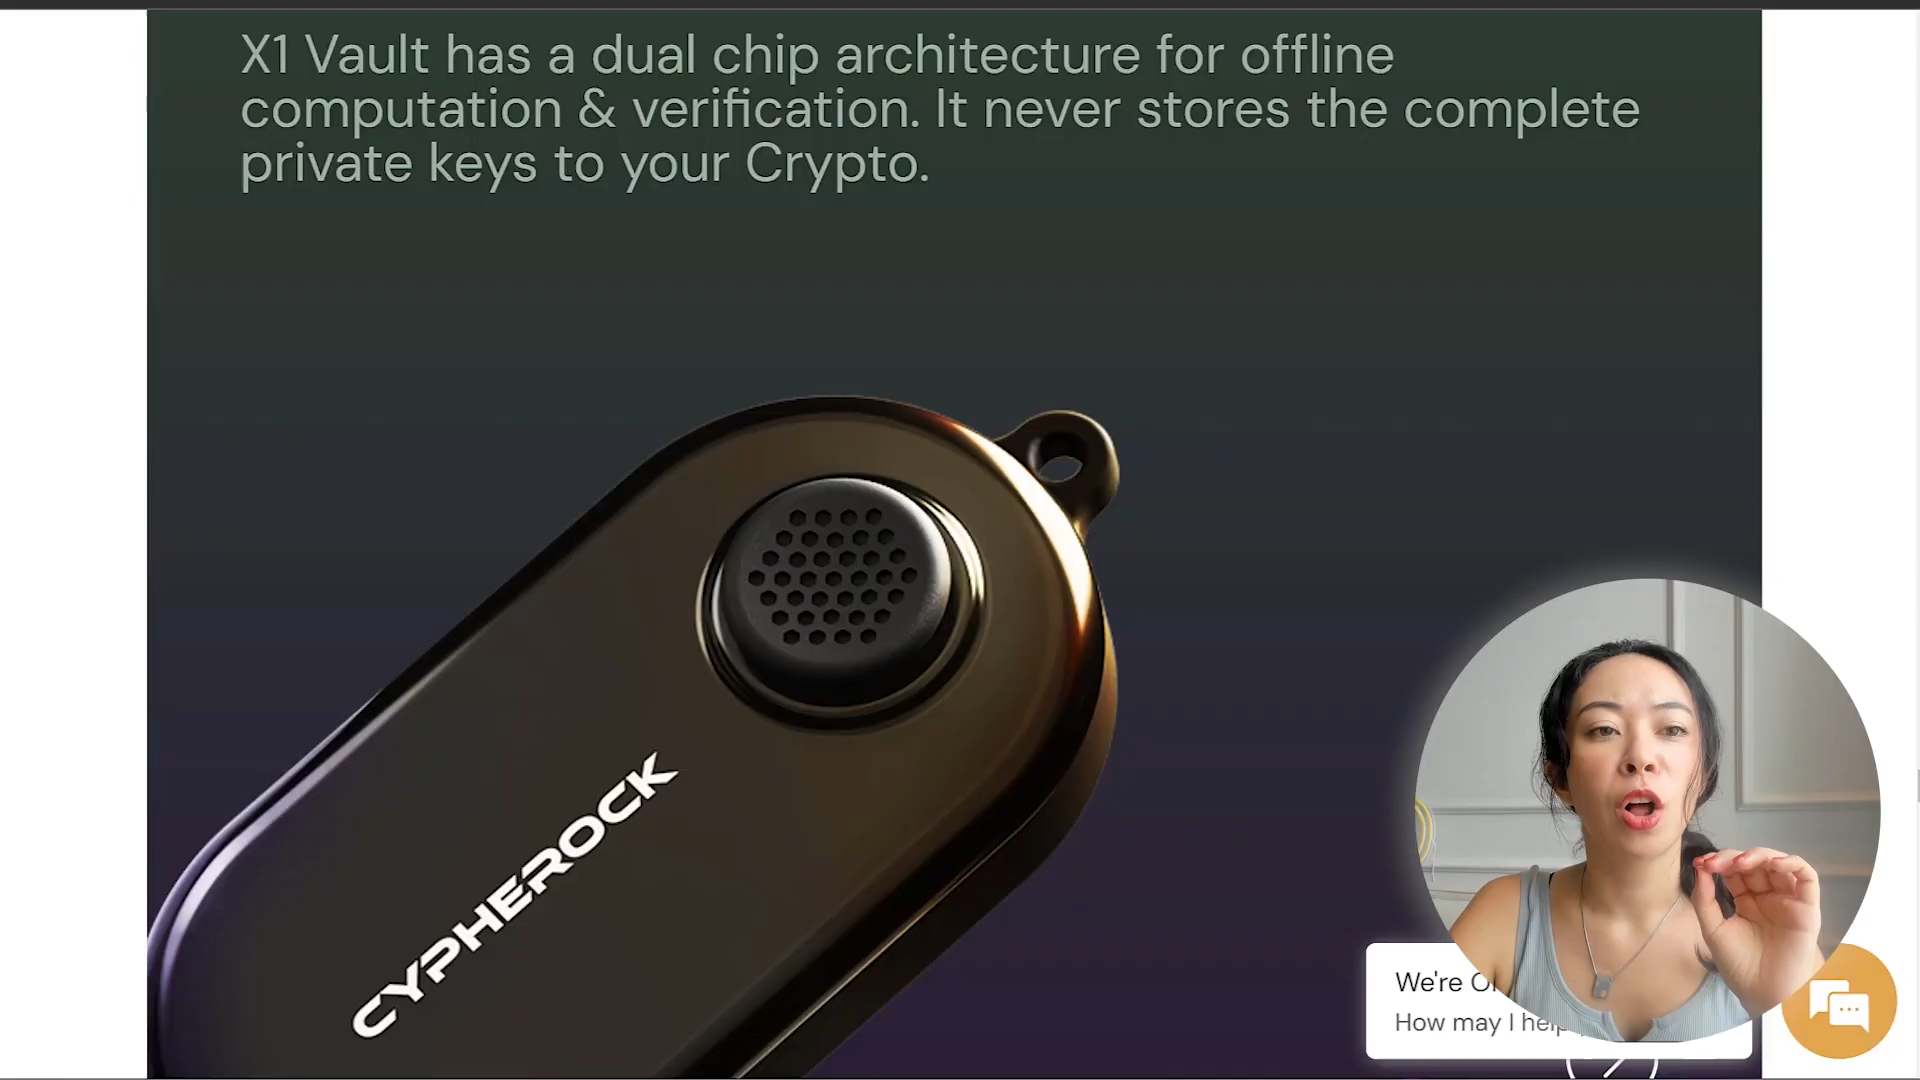 X1 Vault has a dual chip architecture for offline
computation & verification. It never stores the complete
private keys to your Crypto.
CYPHEROCK
We're
How may I